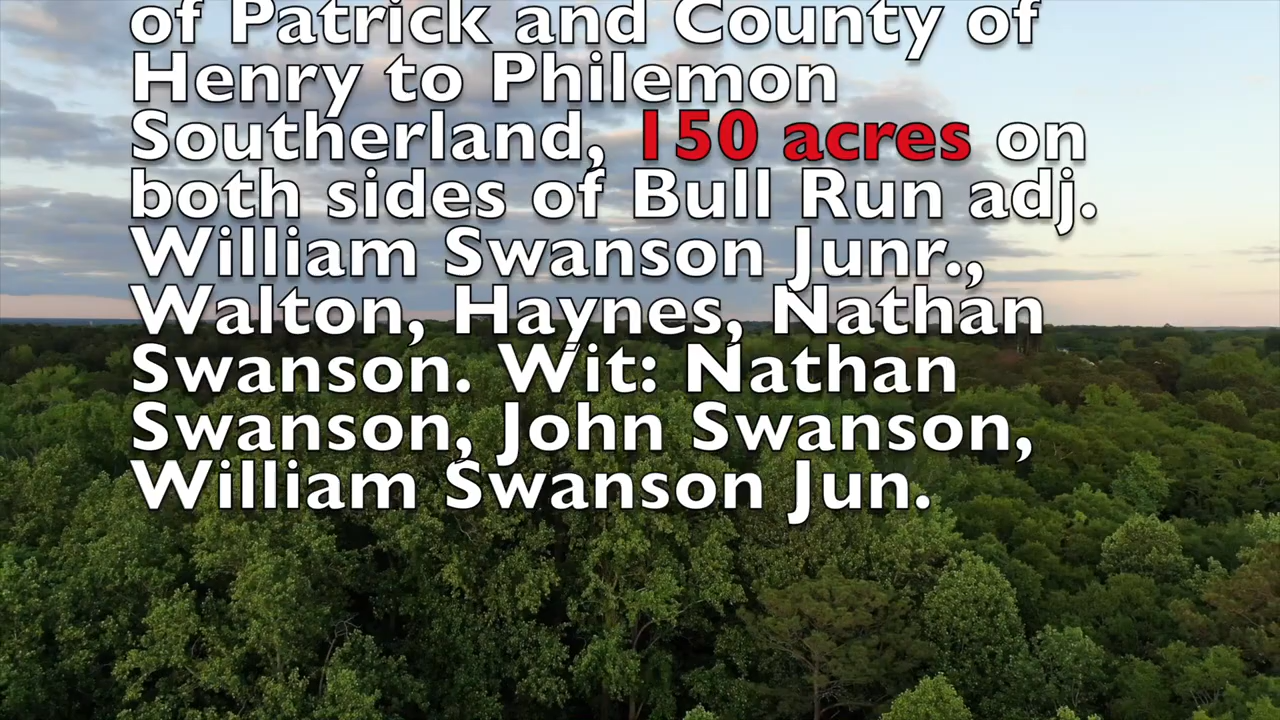 of Patrick and County of
Henry to Philemon
Southerland, 150 acres on
both sides of Bull Run adj.
William Swanson Junr.,
Walton, Haynes, Nathan
Swanson. Wit: Nathan
Swanson, John Swanson,
William Swanson Jun.